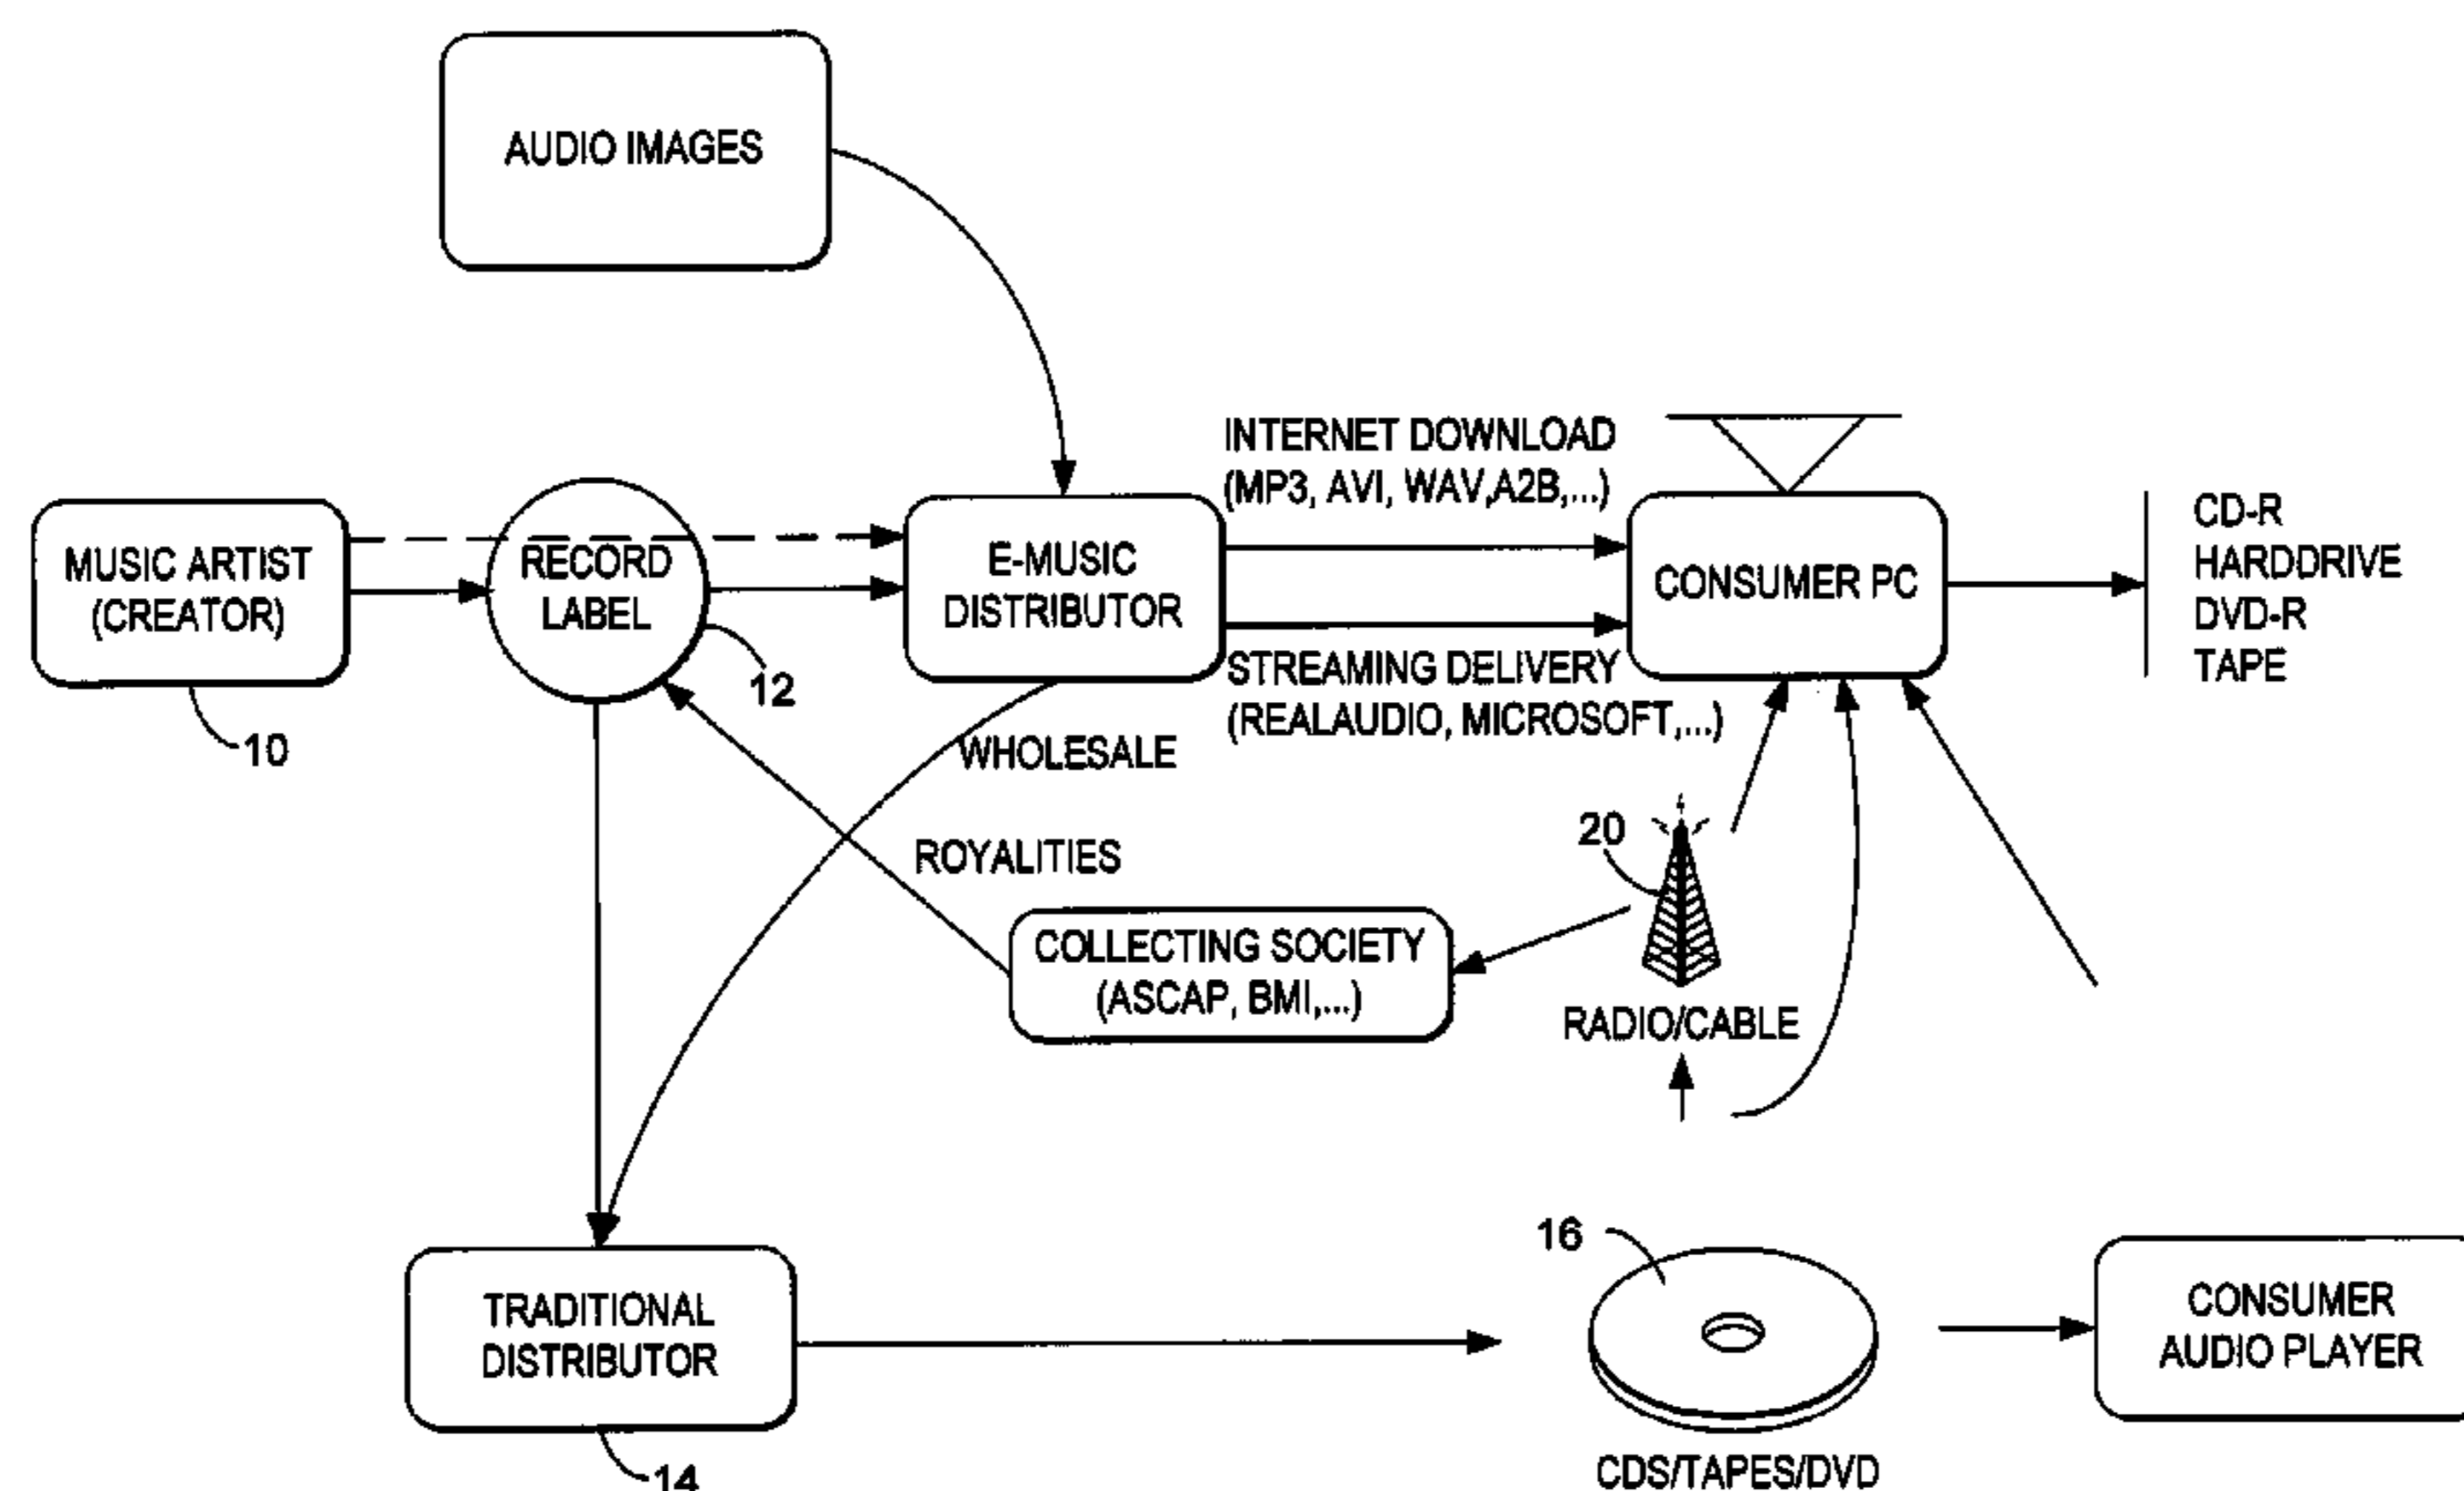 AUDIO IMAGES
INTERNET DOWNLOAD
(MP3, AVI, WAV,A2B,...)
MUSIC ARTIST
(CREATOR)
10
RECORD
LABEL
12
E-MUSIC
DISTRIBUTOR
CONSUMER PC
CD-R
HARDDRIVE
DVD-R
TAPE
STREAMING DELIVERY
(REALAUDIO, MICROSOFT,...)
WHOLESALE
ROYALITIES
20
COLLECTING SOCIETY
(ASCAP, BMI,...)
RADIO/CABLE
TRADITIONAL
DISTRIBUTOR
14
16
CDS/TAPES/DVD
CONSUMER
AUDIO PLAYER